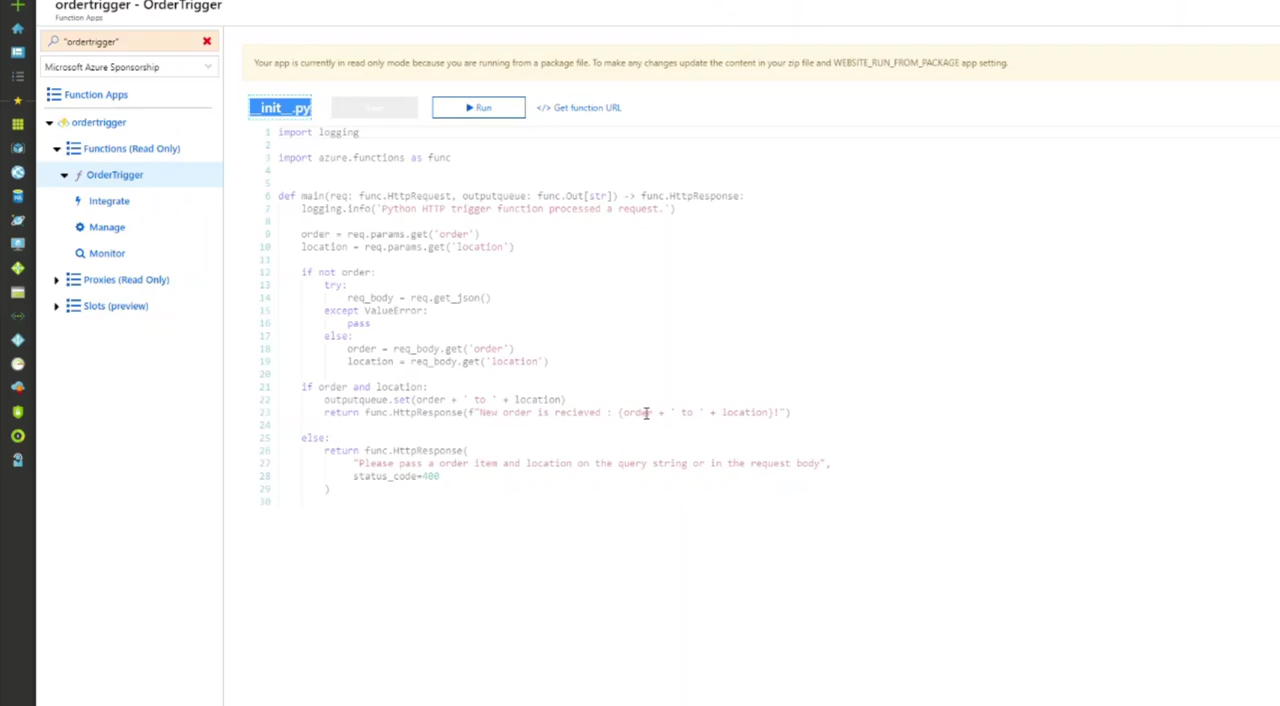 ordertrigger - OrderTrigger
Function Apps
"ordertrigger"
Microsoft Azure Sponsorship
Function Apps
ordertrigger
Functions (Read Only)
OrderTrigger
Integrate
Manage
Monitor
Proxies (Read Only)
Slots (preview)
Your app is currently in read only mode because you are running from a package file. To make any changes update the content in your zip file and WEBSITE_RUN_FROM_PACKAGE app setting.
__init__.py
Run
</> Get function URL
1 import logging
2
3 import azure.functions as func
4
5
6 def main(req: func.HttpRequest, outputqueue: func.Out[str]) -> func.HttpResponse:
7 logging.info('Python HTTP trigger function processed a request.')
8
9 order = req.params.get('order')
10 location = req.params.get('location')
11
12 if not order:
13 try:
14 req_body = req.get_json()
15 except ValueError:
16 pass
17 else:
18 order = req_body.get('order')
19 location = req_body.get('location')
20
21 if order and location:
22 outputqueue.set(order + ' to ' + location)
23 return func.HttpResponse(f"New order is recieved : {order + ' to ' + location}!")
24
25 else:
26 return func.HttpResponse(
27 "Please pass a order item and location on the query string or in the request body",
28 status_code=400
29 )
30